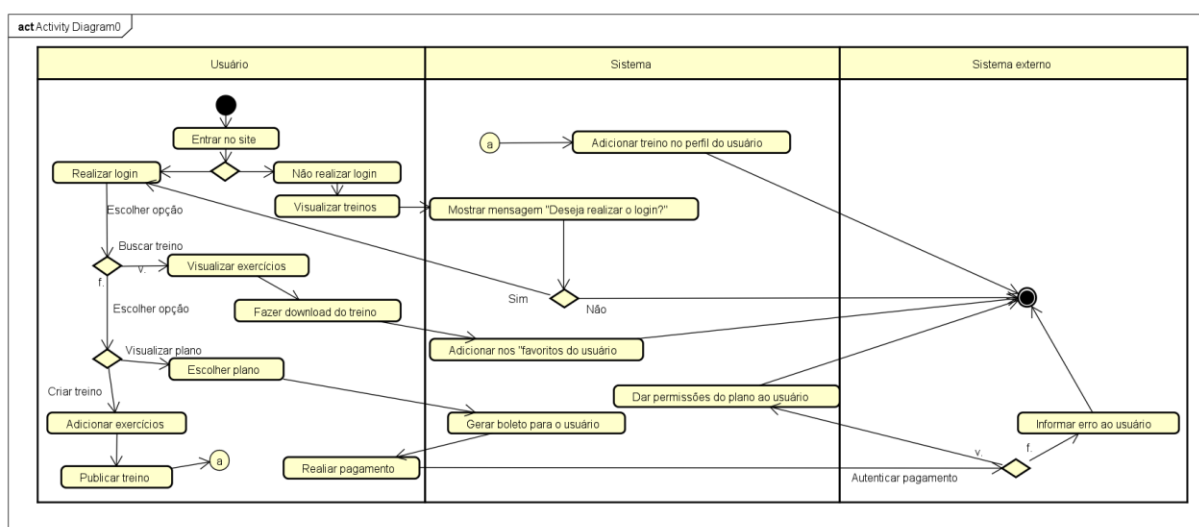 act Activity Diagram0
Usuário
Sistema
Sistema externo
Entrar no site
a
Adicionar treino no perfil do usuário
Realizar login
Não realizar login
Visualizar treinos
Mostrar mensagem "Deseja realizar o login?"
Escolher opção
Buscar treino
v.
Visualizar exercícios
f.
Sim
Não
Escolher opção
Fazer download do treino
Visualizar plano
Adicionar nos "favoritos do usuário
Escolher plano
Criar treino
Dar permissões do plano ao usuário
Adicionar exercícios
Gerar boleto para o usuário
Informar erro ao usuário
v.
f.
a
Publicar treino
Realiar pagamento
Autenticar pagamento